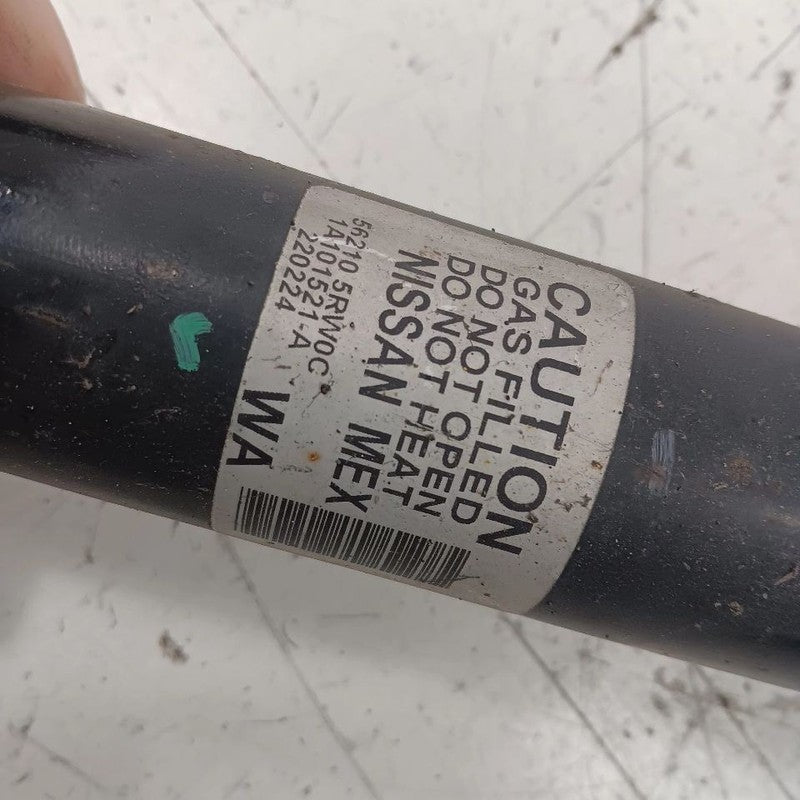 CAUTION
GAS FILLED
DO NOT OPEN
DO NOT HEAT
NISSAN MEX
56210 5RW0C
1A101521-A
220224
WA